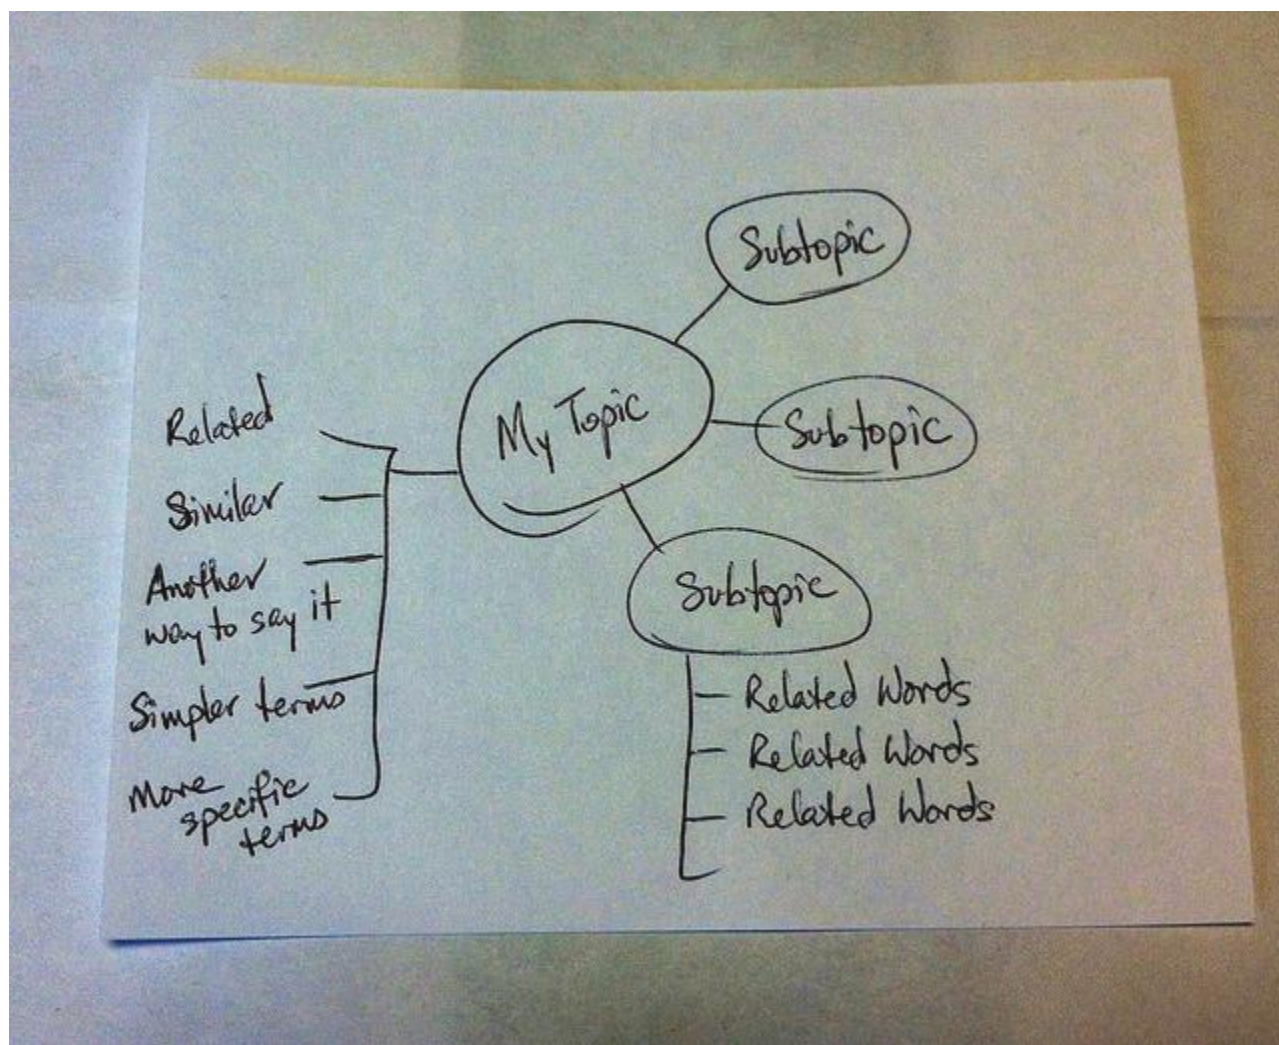 Subtopic
My Topic
Subtopic
Subtopic
Related Words
Related Words
Related Words
Related
Similar
Another
way to say it
Simpler terms
More
specific
terms